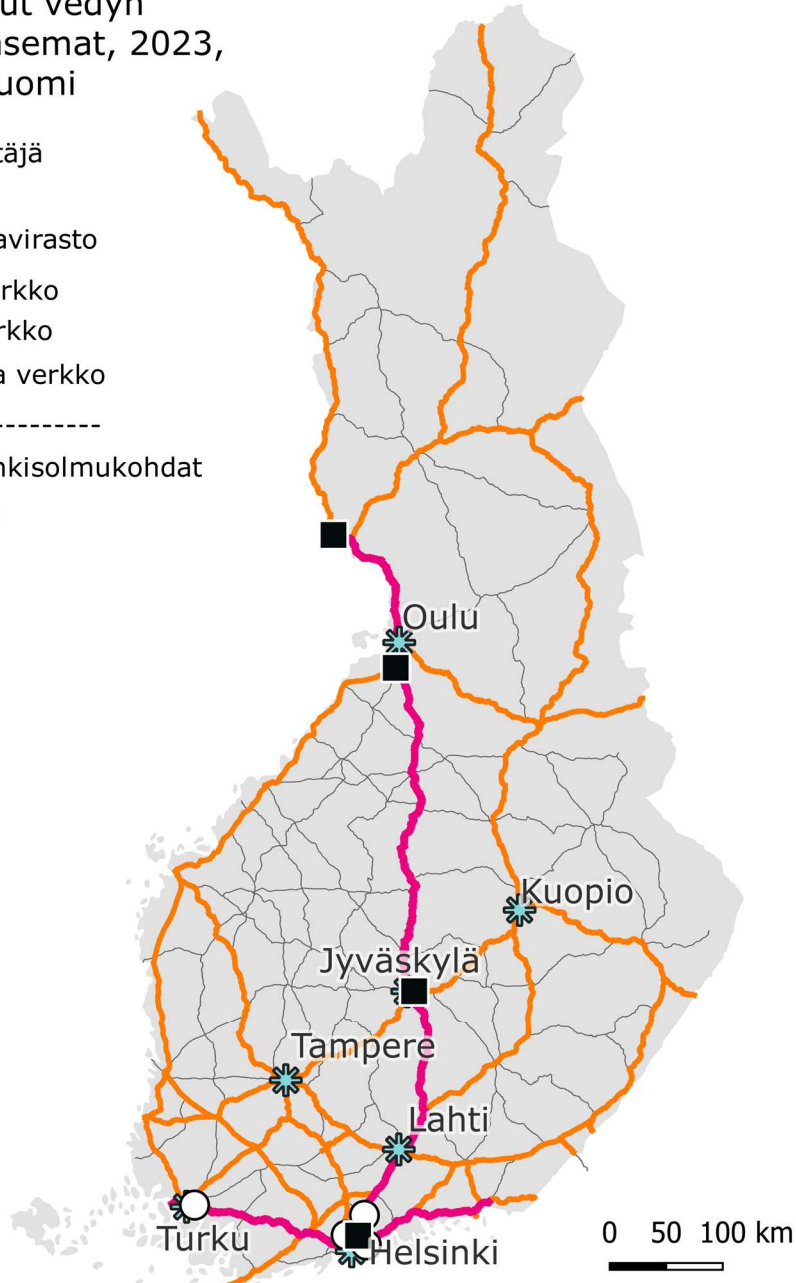 ut vedyn
semat, 2023,
uomi
täjä
avirasto
rkko
rkko
a verkko
---------
nkisolmukohdat
Oulu
Kuopio
Jyväskylä
Tampere
Lahti
Turku
Helsinki
0 50 100 km